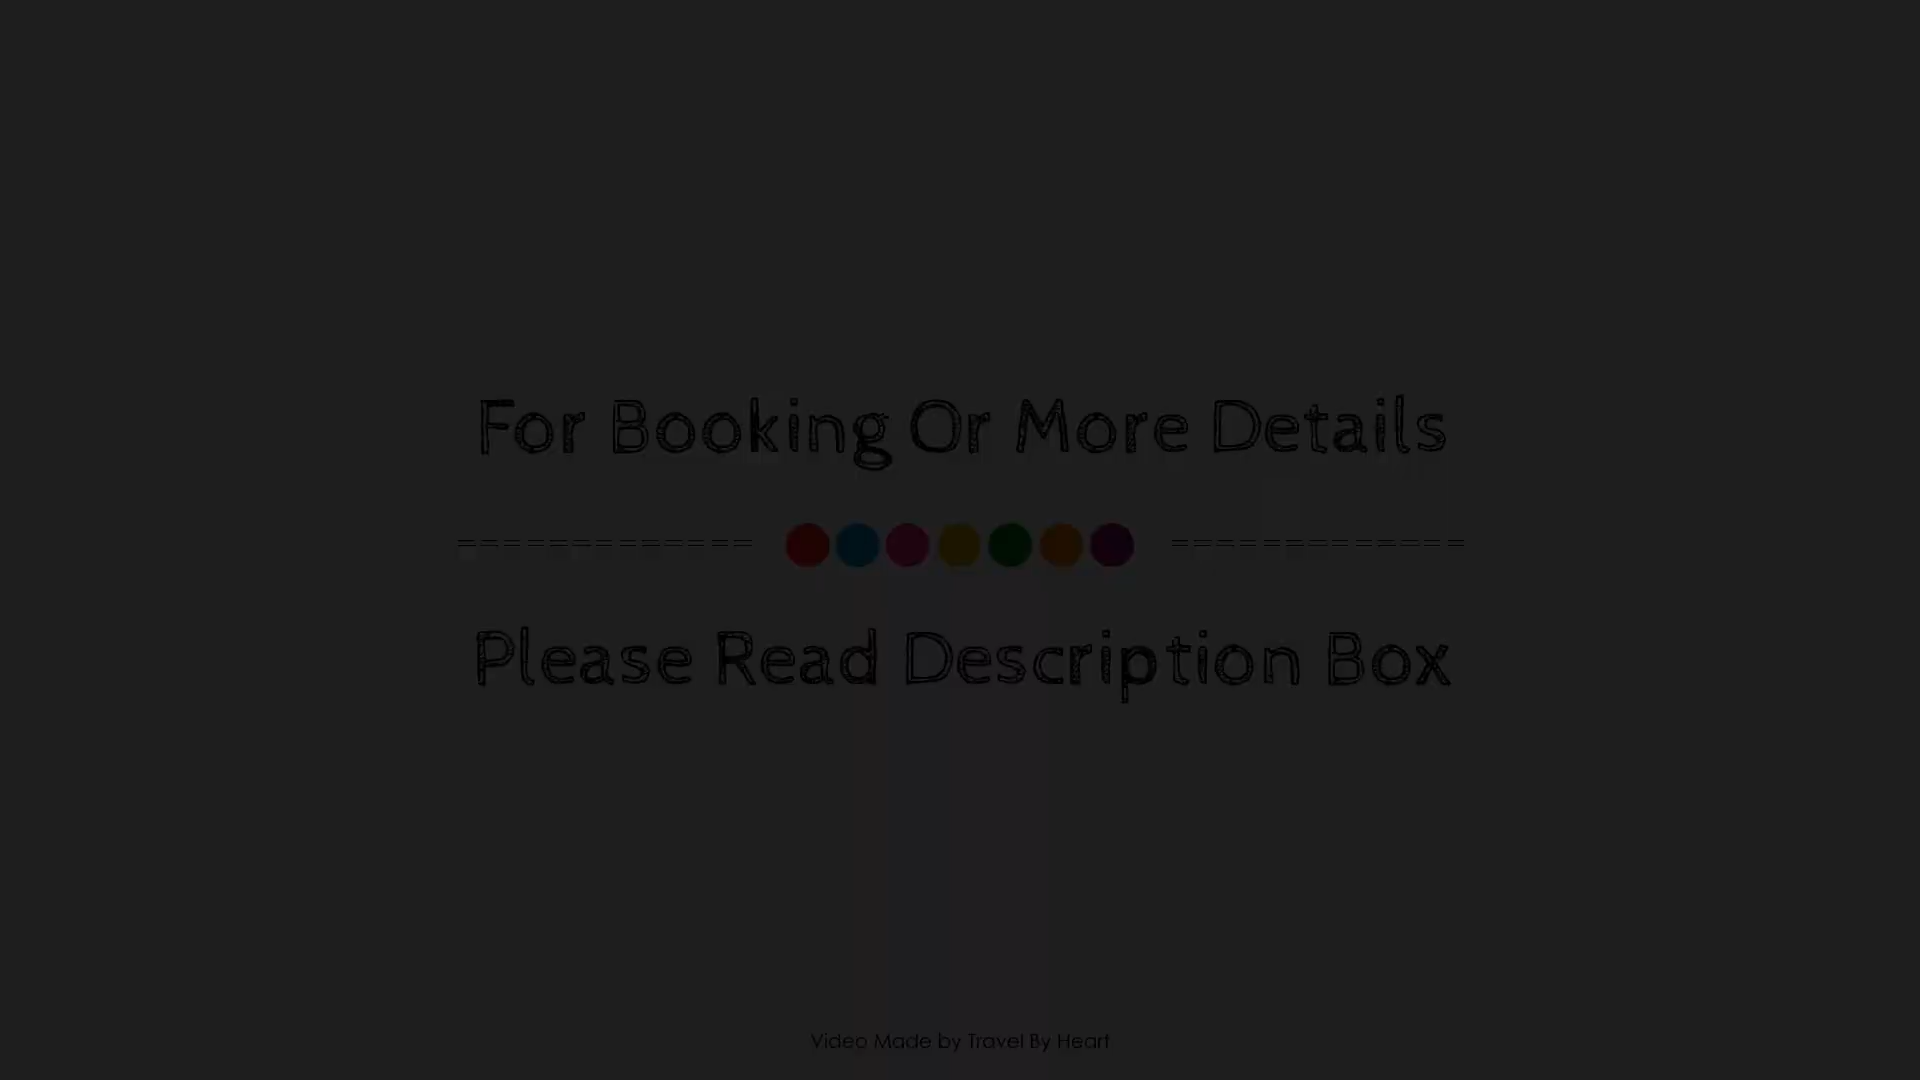 For Booking Or More Details
============= =============
Please Read Description Box
Video Made by Travel By Heart